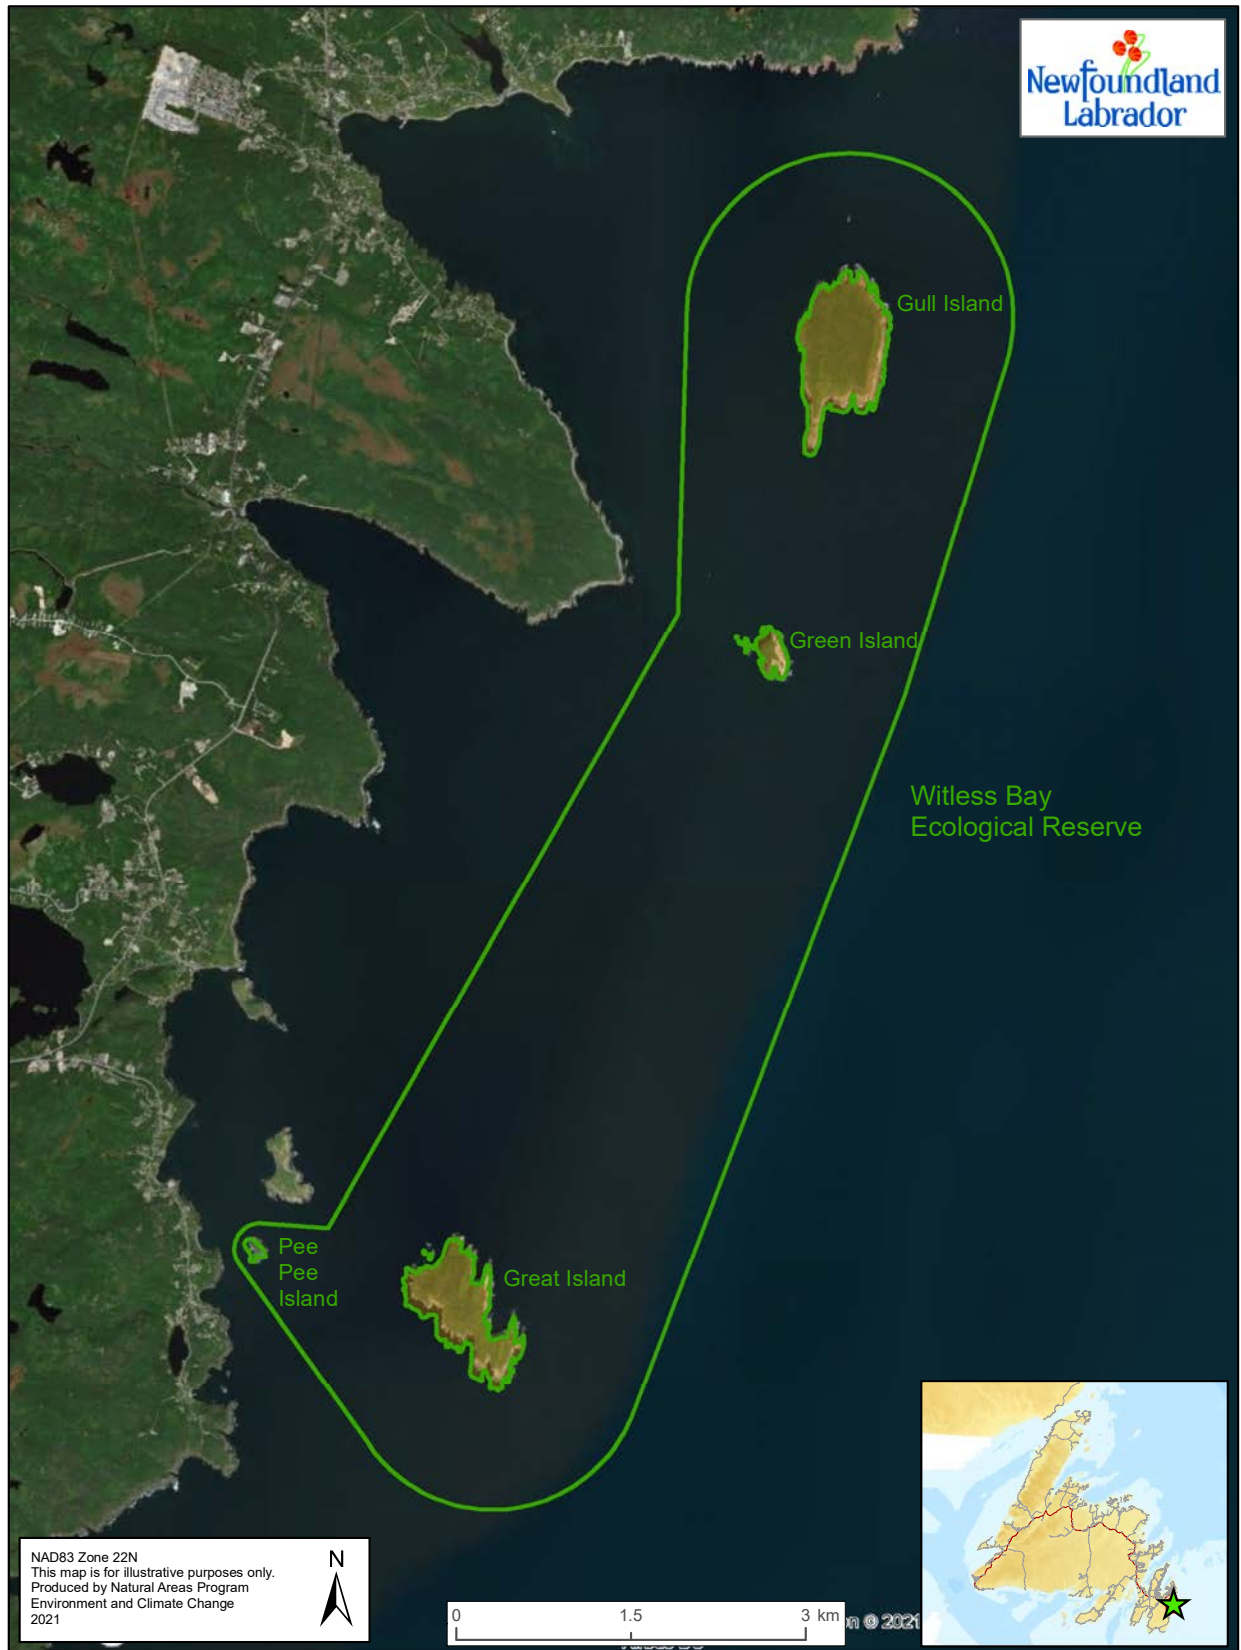 Newfoundland
Labrador
Gull Island
Green Island
Witless Bay
Ecological Reserve
Pee
Pee
Island
Great Island
NAD83 Zone 22N
This map is for illustrative purposes only.
Produced by Natural Areas Program
Environment and Climate Change
2021
N
0 1.5 3 km
n © 2021